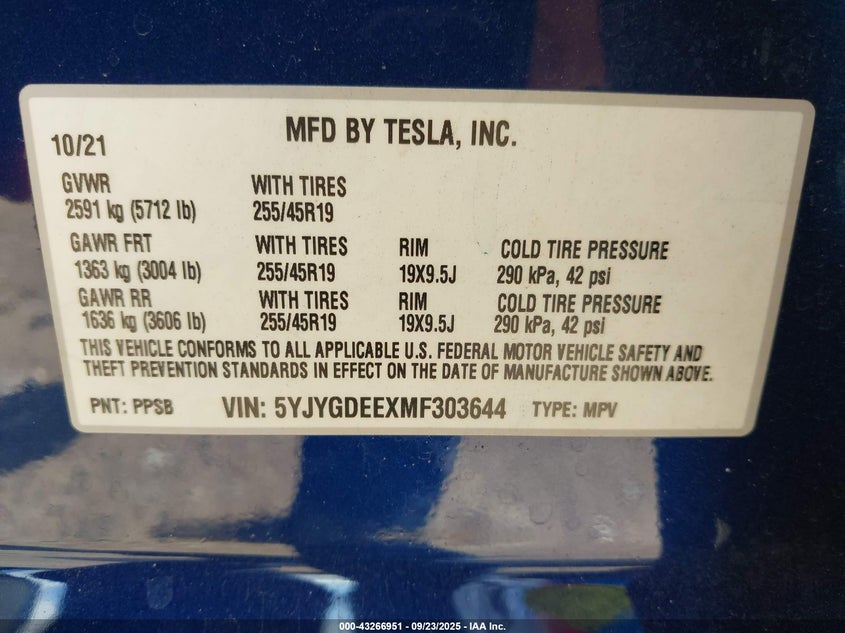 10/21 MFD BY TESLA, INC.
GVWR WITH TIRES
2591 kg (5712 lb) 255/45R19
GAWR FRT WITH TIRES RIM COLD TIRE PRESSURE
1363 kg (3004 lb) 255/45R19 19X9.5J 290 kPa, 42 psi
GAWR RR WITH TIRES RIM COLD TIRE PRESSURE
1636 kg (3606 lb) 255/45R19 19X9.5J 290 kPa, 42 psi
THIS VEHICLE CONFORMS TO ALL APPLICABLE U.S. FEDERAL MOTOR VEHICLE SAFETY AND
THEFT PREVENTION STANDARDS IN EFFECT ON THE DATE OF MANUFACTURE SHOWN ABOVE.
PNT: PPSB VIN: 5YJYGDEEXMF303644 TYPE: MPV
000-43266951 - 09/23/2025 - IAA Inc.